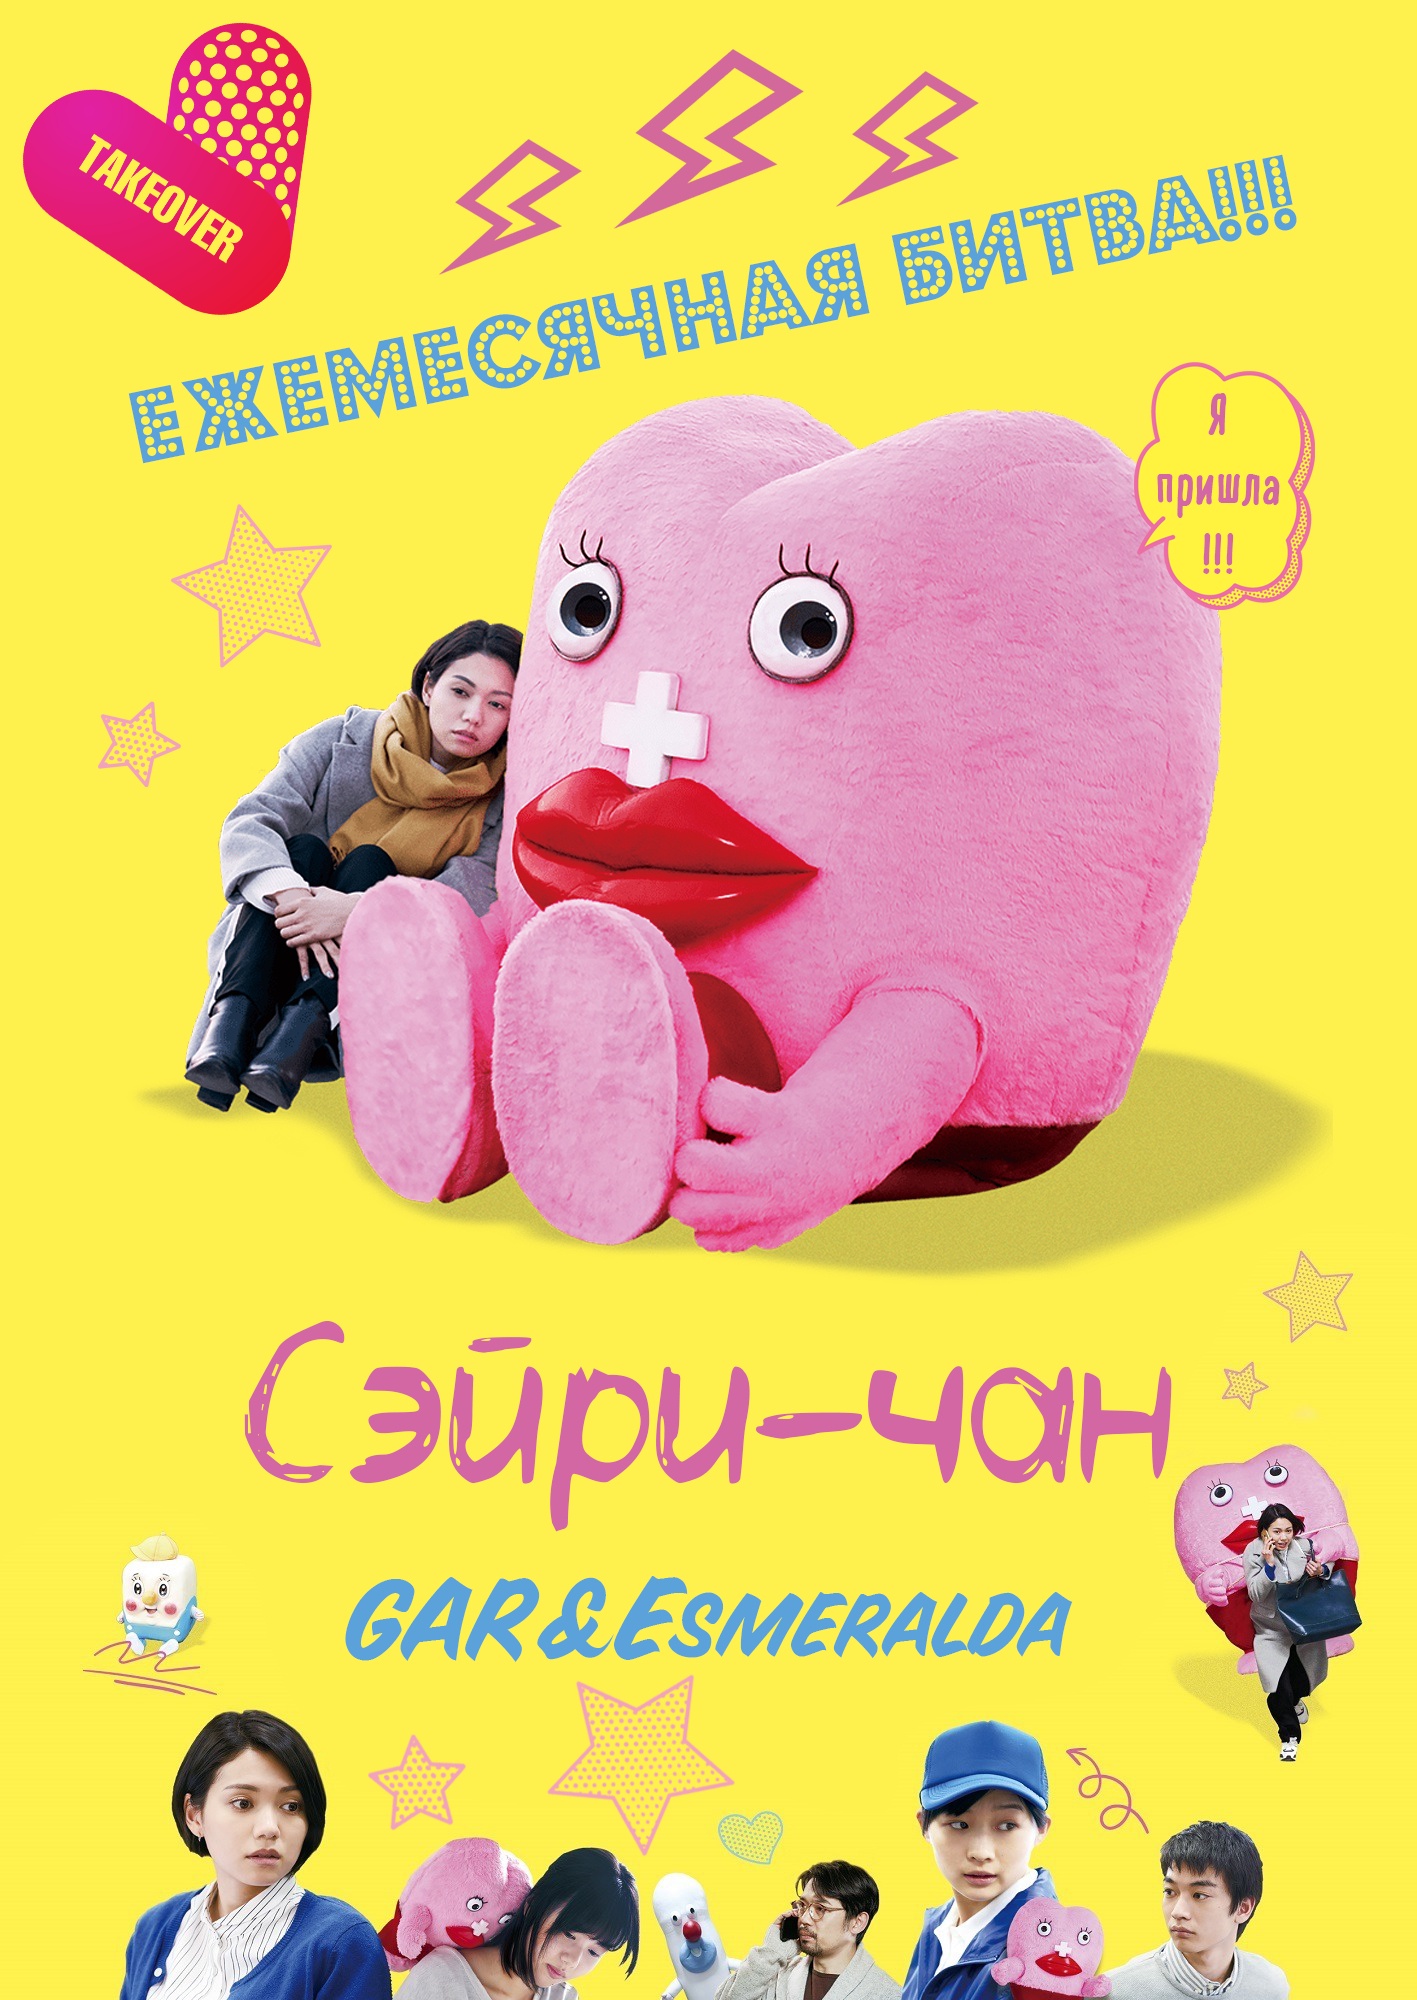 TAKEOVER
ЕЖЕМЕСЯЧНАЯ БИТВА!!!
Я
пришла
!!!
Сэйри-чан
GAR & ESMERALDA